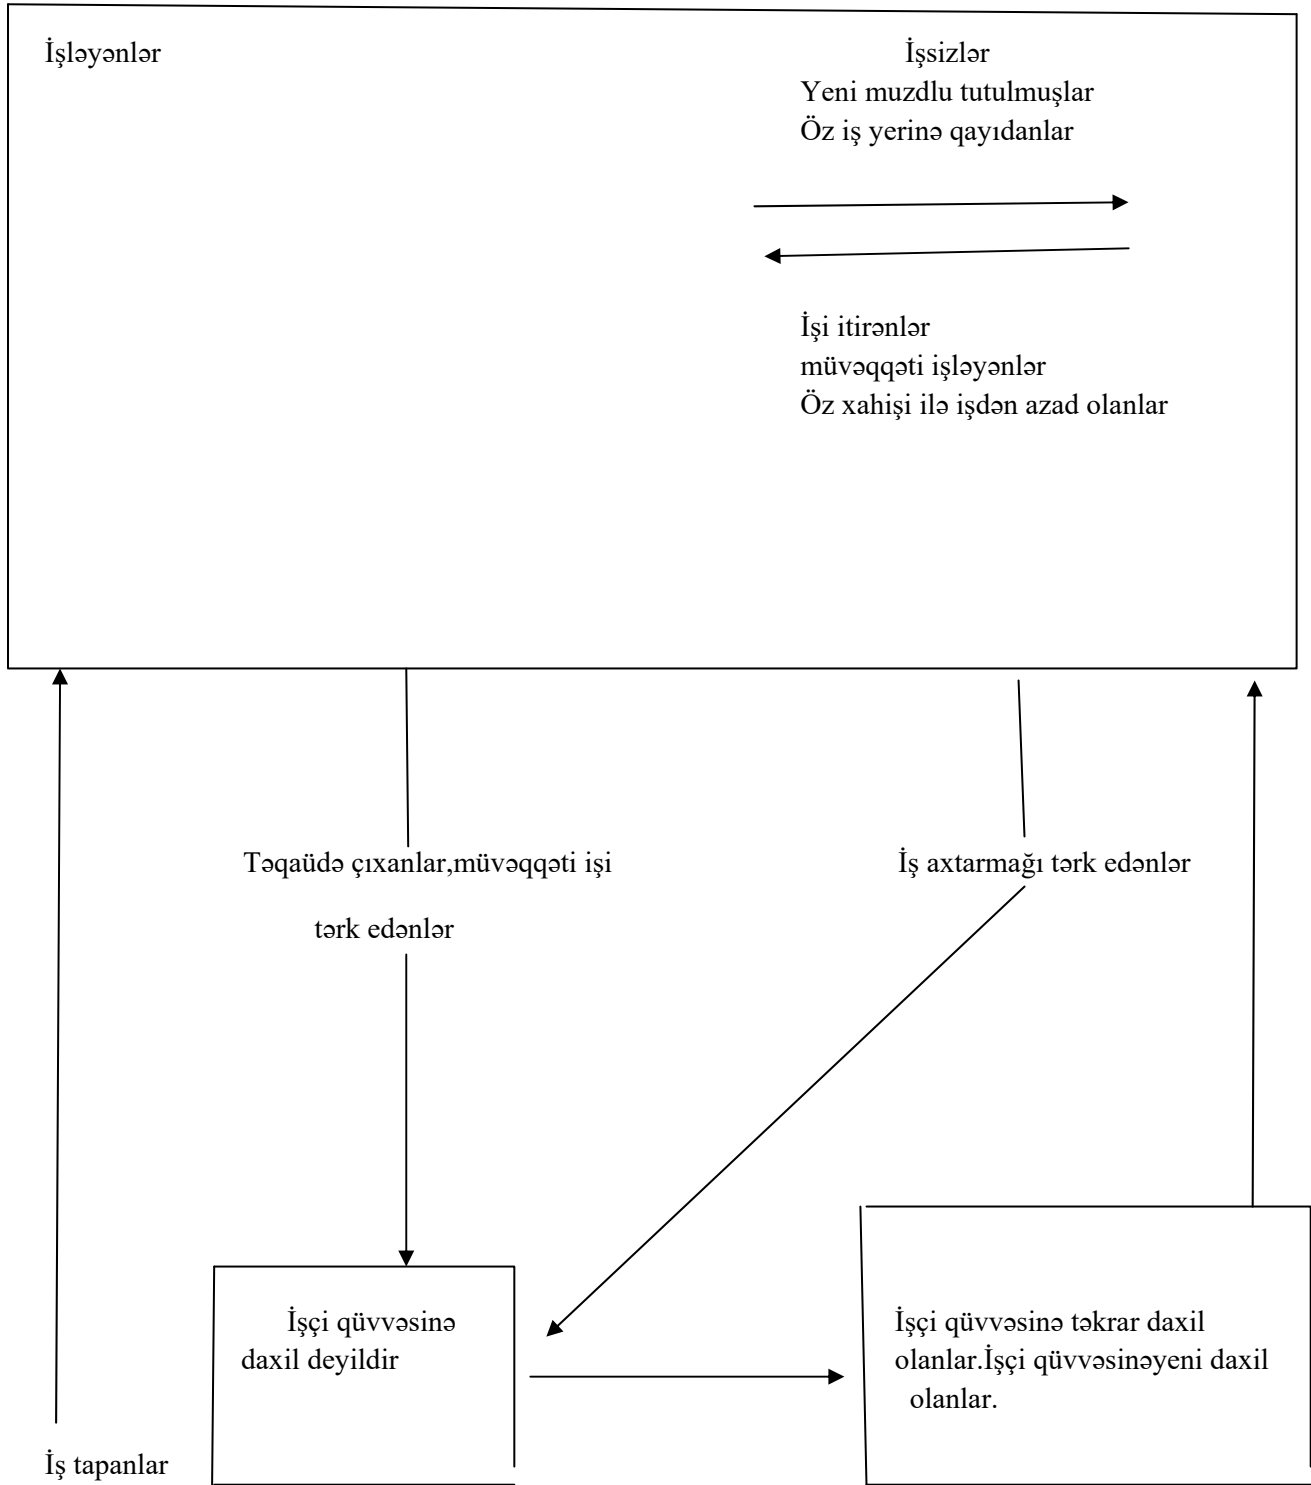 İşləyənlər
İşsizlər
Yeni muzdlu tutulmuşlar
Öz iş yerinə qayıdanlar
İşi itirənlər
müvəqqəti işləyənlər
Öz xahişi ilə işdən azad olanlar
Təqaüdə çıxanlar,müvəqqəti işi
tərk edənlər
İş axtarmağı tərk edənlər
İşçi qüvvəsinə
daxil deyildir
İşçi qüvvəsinə təkrar daxil
olanlar.İşçi qüvvəsinəyeni daxil
olanlar.
İş tapanlar